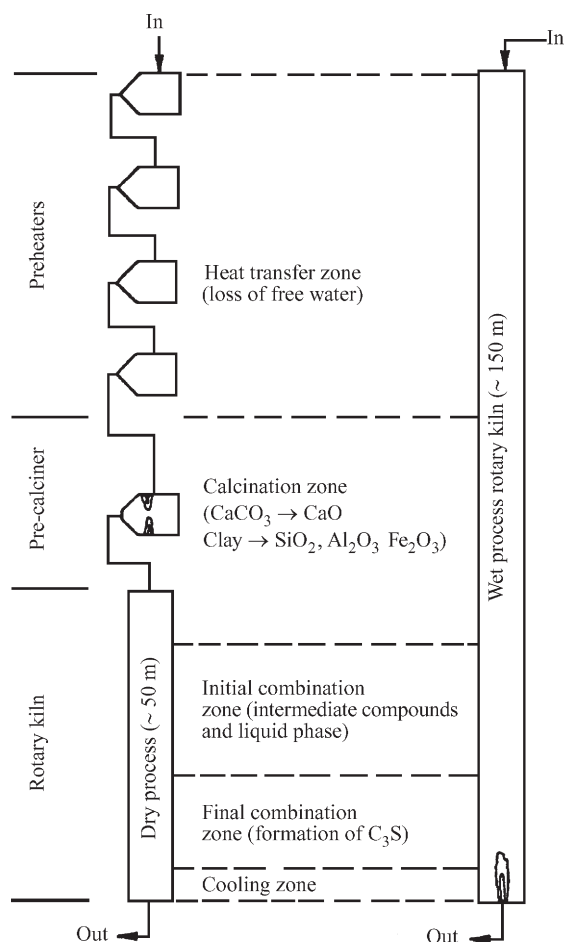 In
In
Preheaters
Heat transfer zone
(loss of free water)
Wet process rotary kiln (~ 150 m)
Pre-calciner
Calcination zone
(CaCO₃ → CaO
Clay → SiO₂, Al₂O₃ Fe₂O₃)
Rotary kiln
Dry process (~ 50 m)
Initial combination
zone (intermediate compounds
and liquid phase)
Final combination
zone (formation of C₃S)
Cooling zone
Out
Out